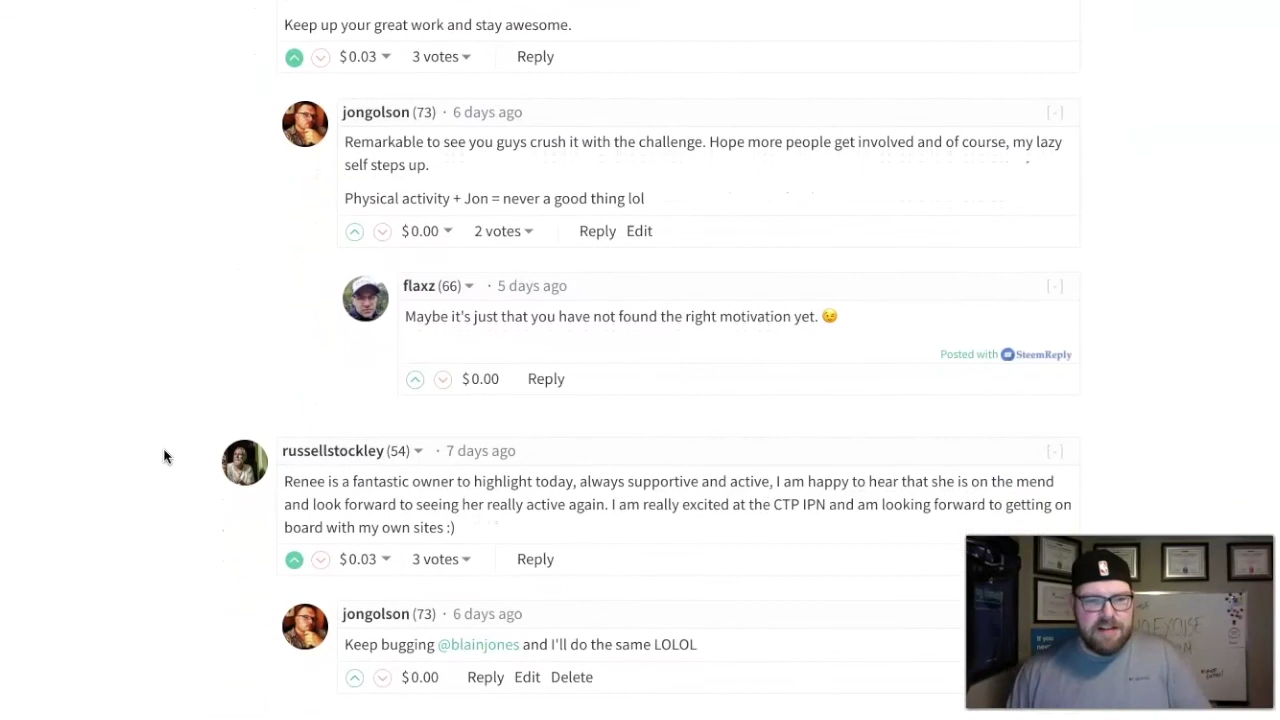 Keep up your great work and stay awesome.
$0.03 3 votes Reply
jongolson (73) · 6 days ago [-]
Remarkable to see you guys crush it with the challenge. Hope more people get involved and of course, my lazy
self steps up.
Physical activity + Jon = never a good thing lol
$0.00 2 votes Reply Edit
flaxz (66) · 5 days ago [-]
Maybe it's just that you have not found the right motivation yet. 😉
Posted with SteemReply
$0.00 Reply
russellstockley (54) · 7 days ago [-]
Renee is a fantastic owner to highlight today, always supportive and active, I am happy to hear that she is on the mend
and look forward to seeing her really active again. I am really excited at the CTP IPN and am looking forward to getting on
board with my own sites :)
$0.03 3 votes Reply
jongolson (73) · 6 days ago
Keep bugging @blainjones and I'll do the same LOLOL
$0.00 Reply Edit Delete
If you
EXCUSE